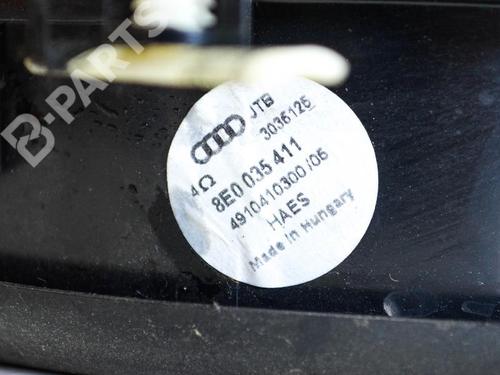 B-PARTS
JTB
3036126
4Ω
8E0 035 411
4910410300/06
HAES
Made in Hungary